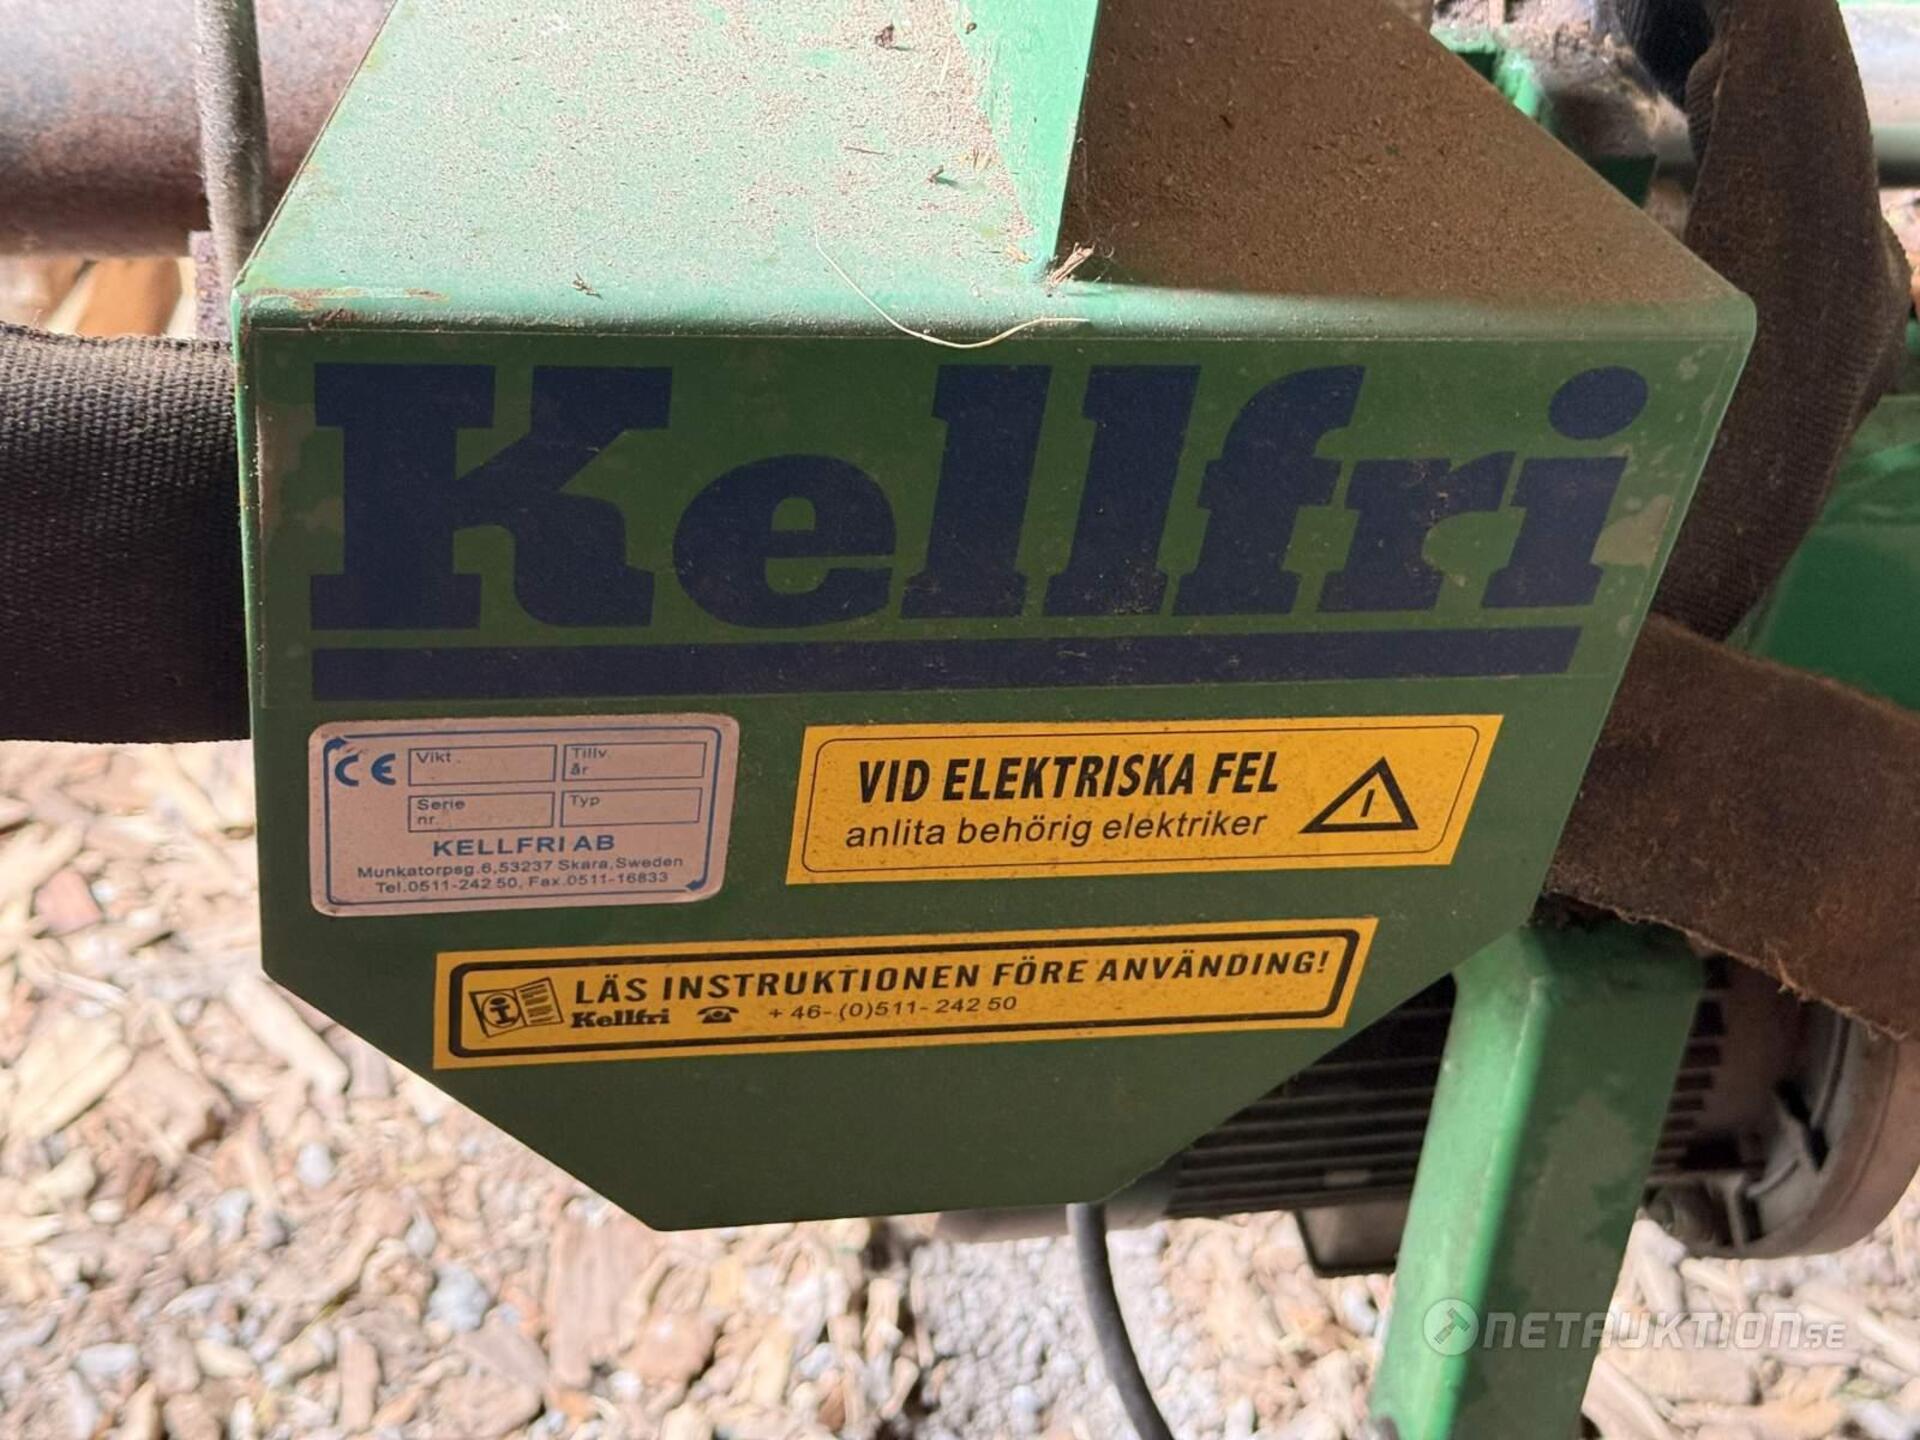 Kellfri
CE
Vikt.
Tillv.
år
Serie
nr.
Typ
KELLFRI AB
Munkatorpsg.6,53237 Skara,Sweden
Tel.0511-242 50, Fax.0511-16833
VID ELEKTRISKA FEL
anlita behörig elektriker
LÄS INSTRUKTIONEN FÖRE ANVÄNDING!
Kellfri +46-(0)511-242 50
NETAUKTION.SE